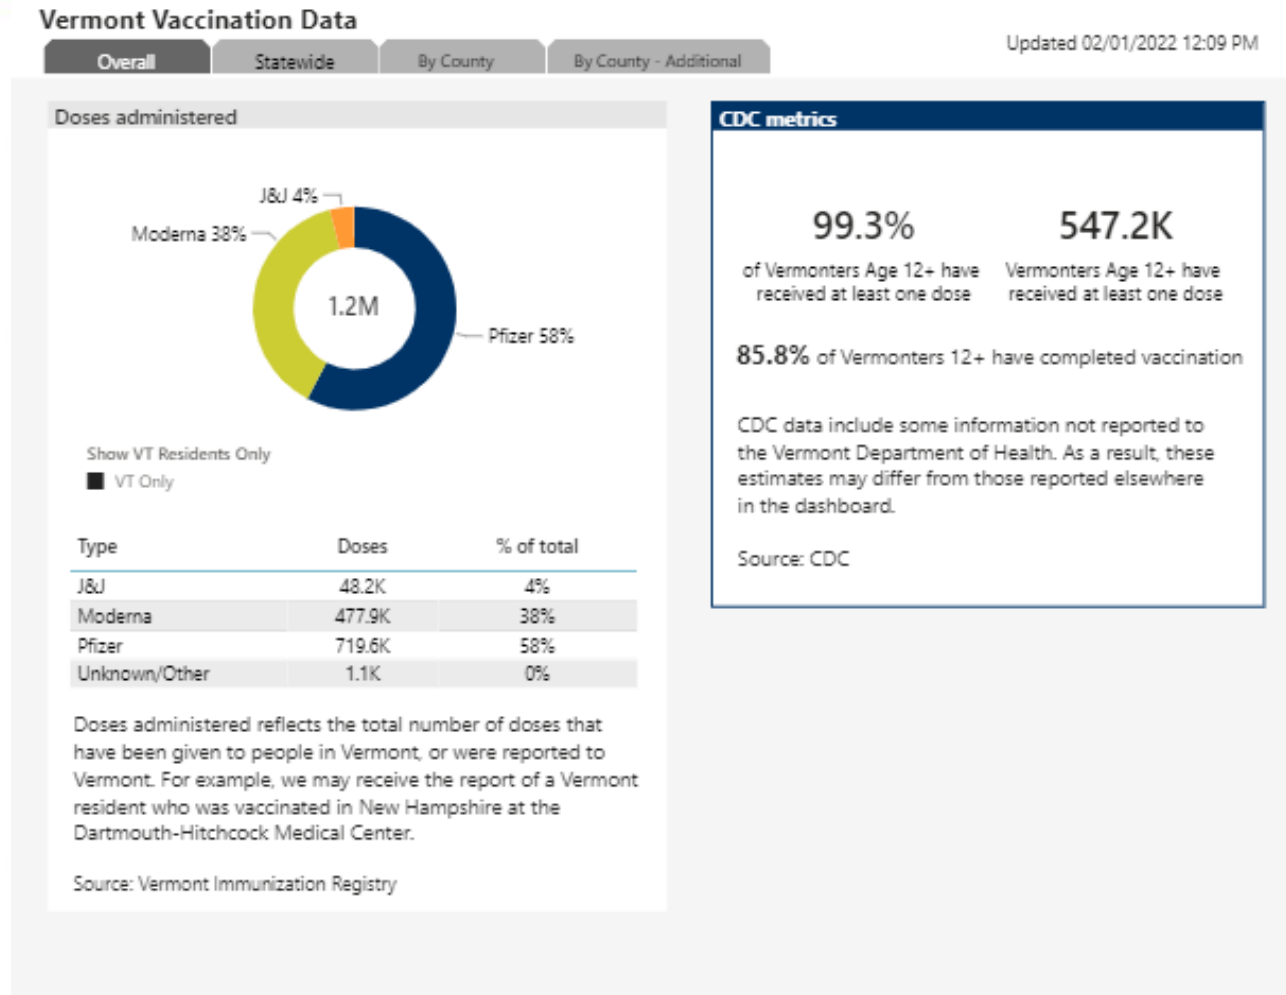 Vermont Vaccination Data
Updated 02/01/2022 12:09 PM
Overall
Statewide
By County
By County - Additional
Doses administered
J&J 4%
Moderna 38%
1.2M
Pfizer 58%
Show VT Residents Only
VT Only
Type Doses % of total
J&J 48.2K 4%
Moderna 477.9K 38%
Pfizer 719.6K 58%
Unknown/Other 1.1K 0%
Doses administered reflects the total number of doses that
have been given to people in Vermont, or were reported to
Vermont. For example, we may receive the report of a Vermont
resident who was vaccinated in New Hampshire at the
Dartmouth-Hitchcock Medical Center.
Source: Vermont Immunization Registry
CDC metrics
99.3%
of Vermonters Age 12+ have
received at least one dose
547.2K
Vermonters Age 12+ have
received at least one dose
85.8% of Vermonters 12+ have completed vaccination
CDC data include some information not reported to
the Vermont Department of Health. As a result, these
estimates may differ from those reported elsewhere
in the dashboard.
Source: CDC